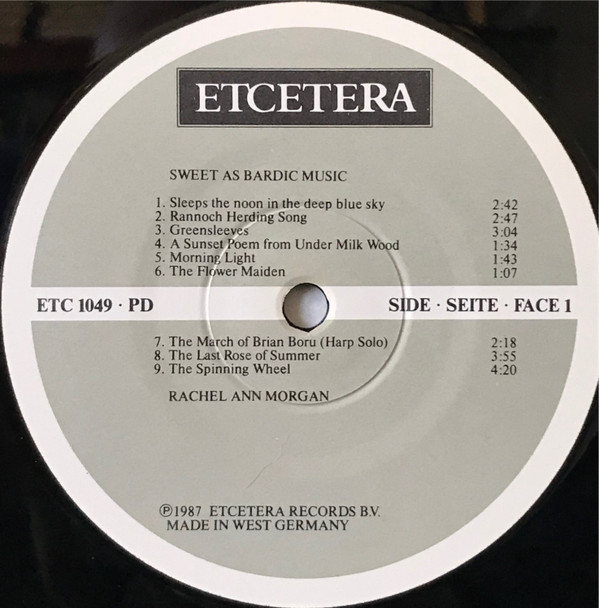 ETCETERA
SWEET AS BARDIC MUSIC
1. Sleeps the noon in the deep blue sky 2:42
2. Rannoch Herding Song 2:47
3. Greensleeves 3:04
4. A Sunset Poem from Under Milk Wood 1:34
5. Morning Light 1:43
6. The Flower Maiden 1:07
ETC 1049 · PD SIDE · SEITE · FACE 1
7. The March of Brian Boru (Harp Solo) 2:18
8. The Last Rose of Summer 3:55
9. The Spinning Wheel 4:20
RACHEL ANN MORGAN
℗1987 ETCETERA RECORDS B.V.
MADE IN WEST GERMANY